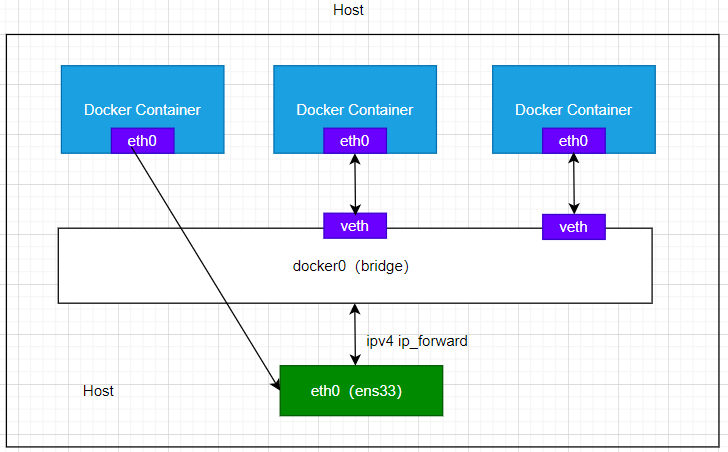 Host
Docker Container
Docker Container
Docker Container
eth0
eth0
eth0
veth
veth
docker0（bridge）
ipv4 ip_forward
Host
eth0（ens33）